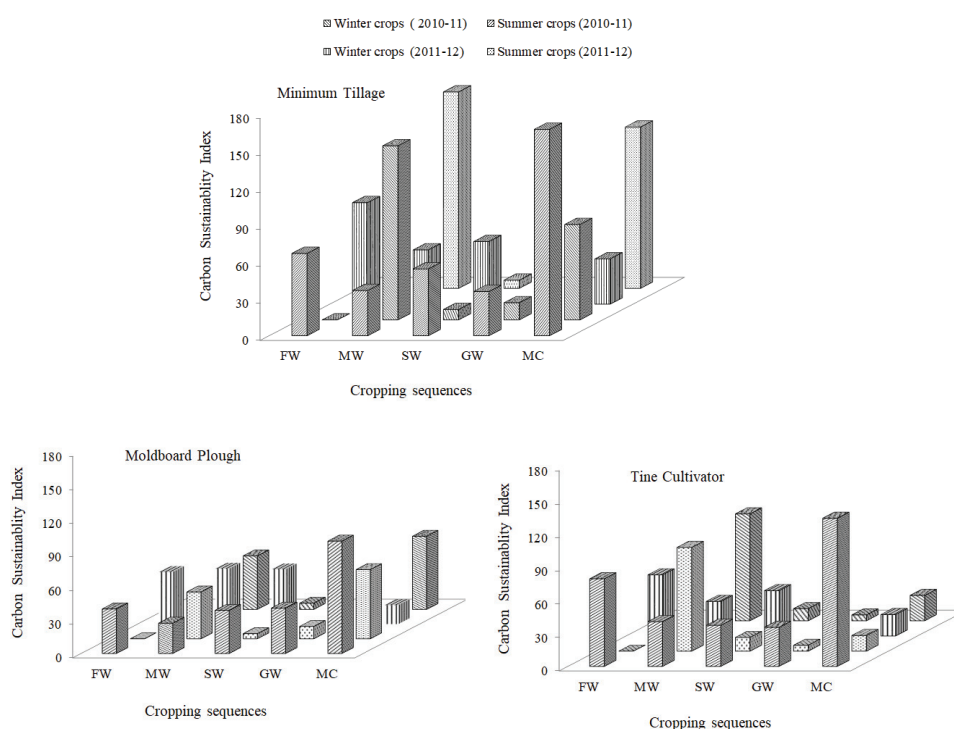 Winter crops ( 2010-11) Summer crops (2010-11)
Winter crops (2011-12) Summer crops (2011-12)
Minimum Tillage
Carbon Sustainablity Index
180
150
120
90
60
30
0
FW MW SW GW MC
Cropping sequences
Moldboard Plough
Carbon Sustainablity Index
180
150
120
90
60
30
0
FW MW SW GW MC
Cropping sequences
Tine Cultivator
Carbon Sustainablity Index
180
150
120
90
60
30
0
FW MW SW GW MC
Cropping sequences